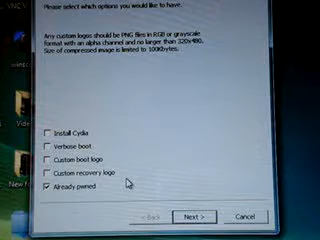 VNC V
Please select which options you would like to have.
Any custom logos should be PNG files in RGB or grayscale
format with an alpha channel and no larger than 320x480.
Size of compressed image is limited to 100Kbytes.
Install Cydia
Verbose boot
Custom boot logo
Custom recovery logo
Already pwned
< Back
Next >
Cancel